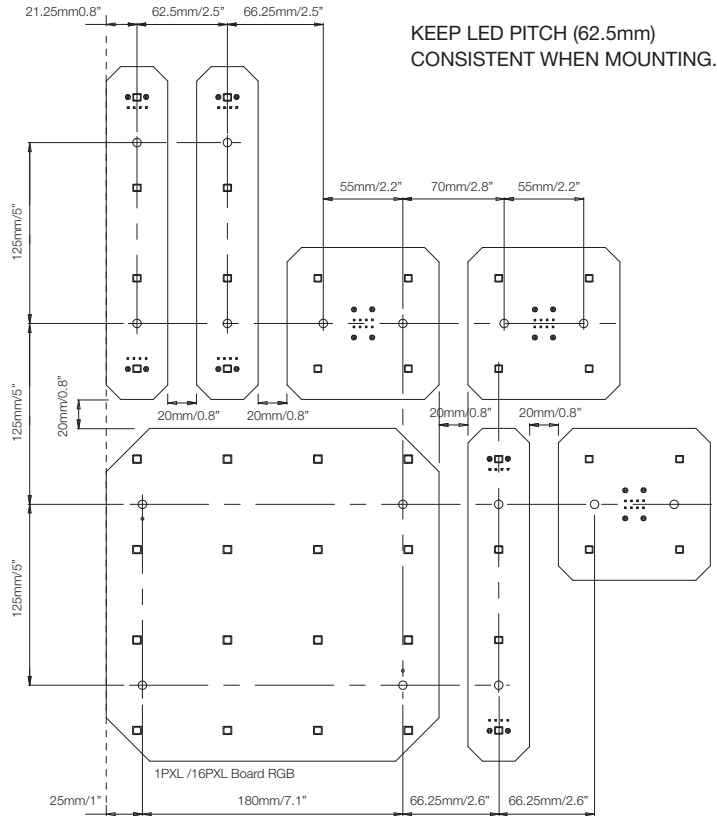 21.25mm0.8”
62.5mm/2.5”
66.25mm/2.5”
KEEP LED PITCH (62.5mm)
CONSISTENT WHEN MOUNTING.
55mm/2.2”
70mm/2.8”
55mm/2.2”
125mm/5”
125mm/5”
20mm/0.8”
20mm/0.8”
20mm/0.8”
20mm/0.8”
20mm/0.8”
125mm/5”
1PXL /16PXL Board RGB
25mm/1”
180mm/7.1”
66.25mm/2.6”
66.25mm/2.6”